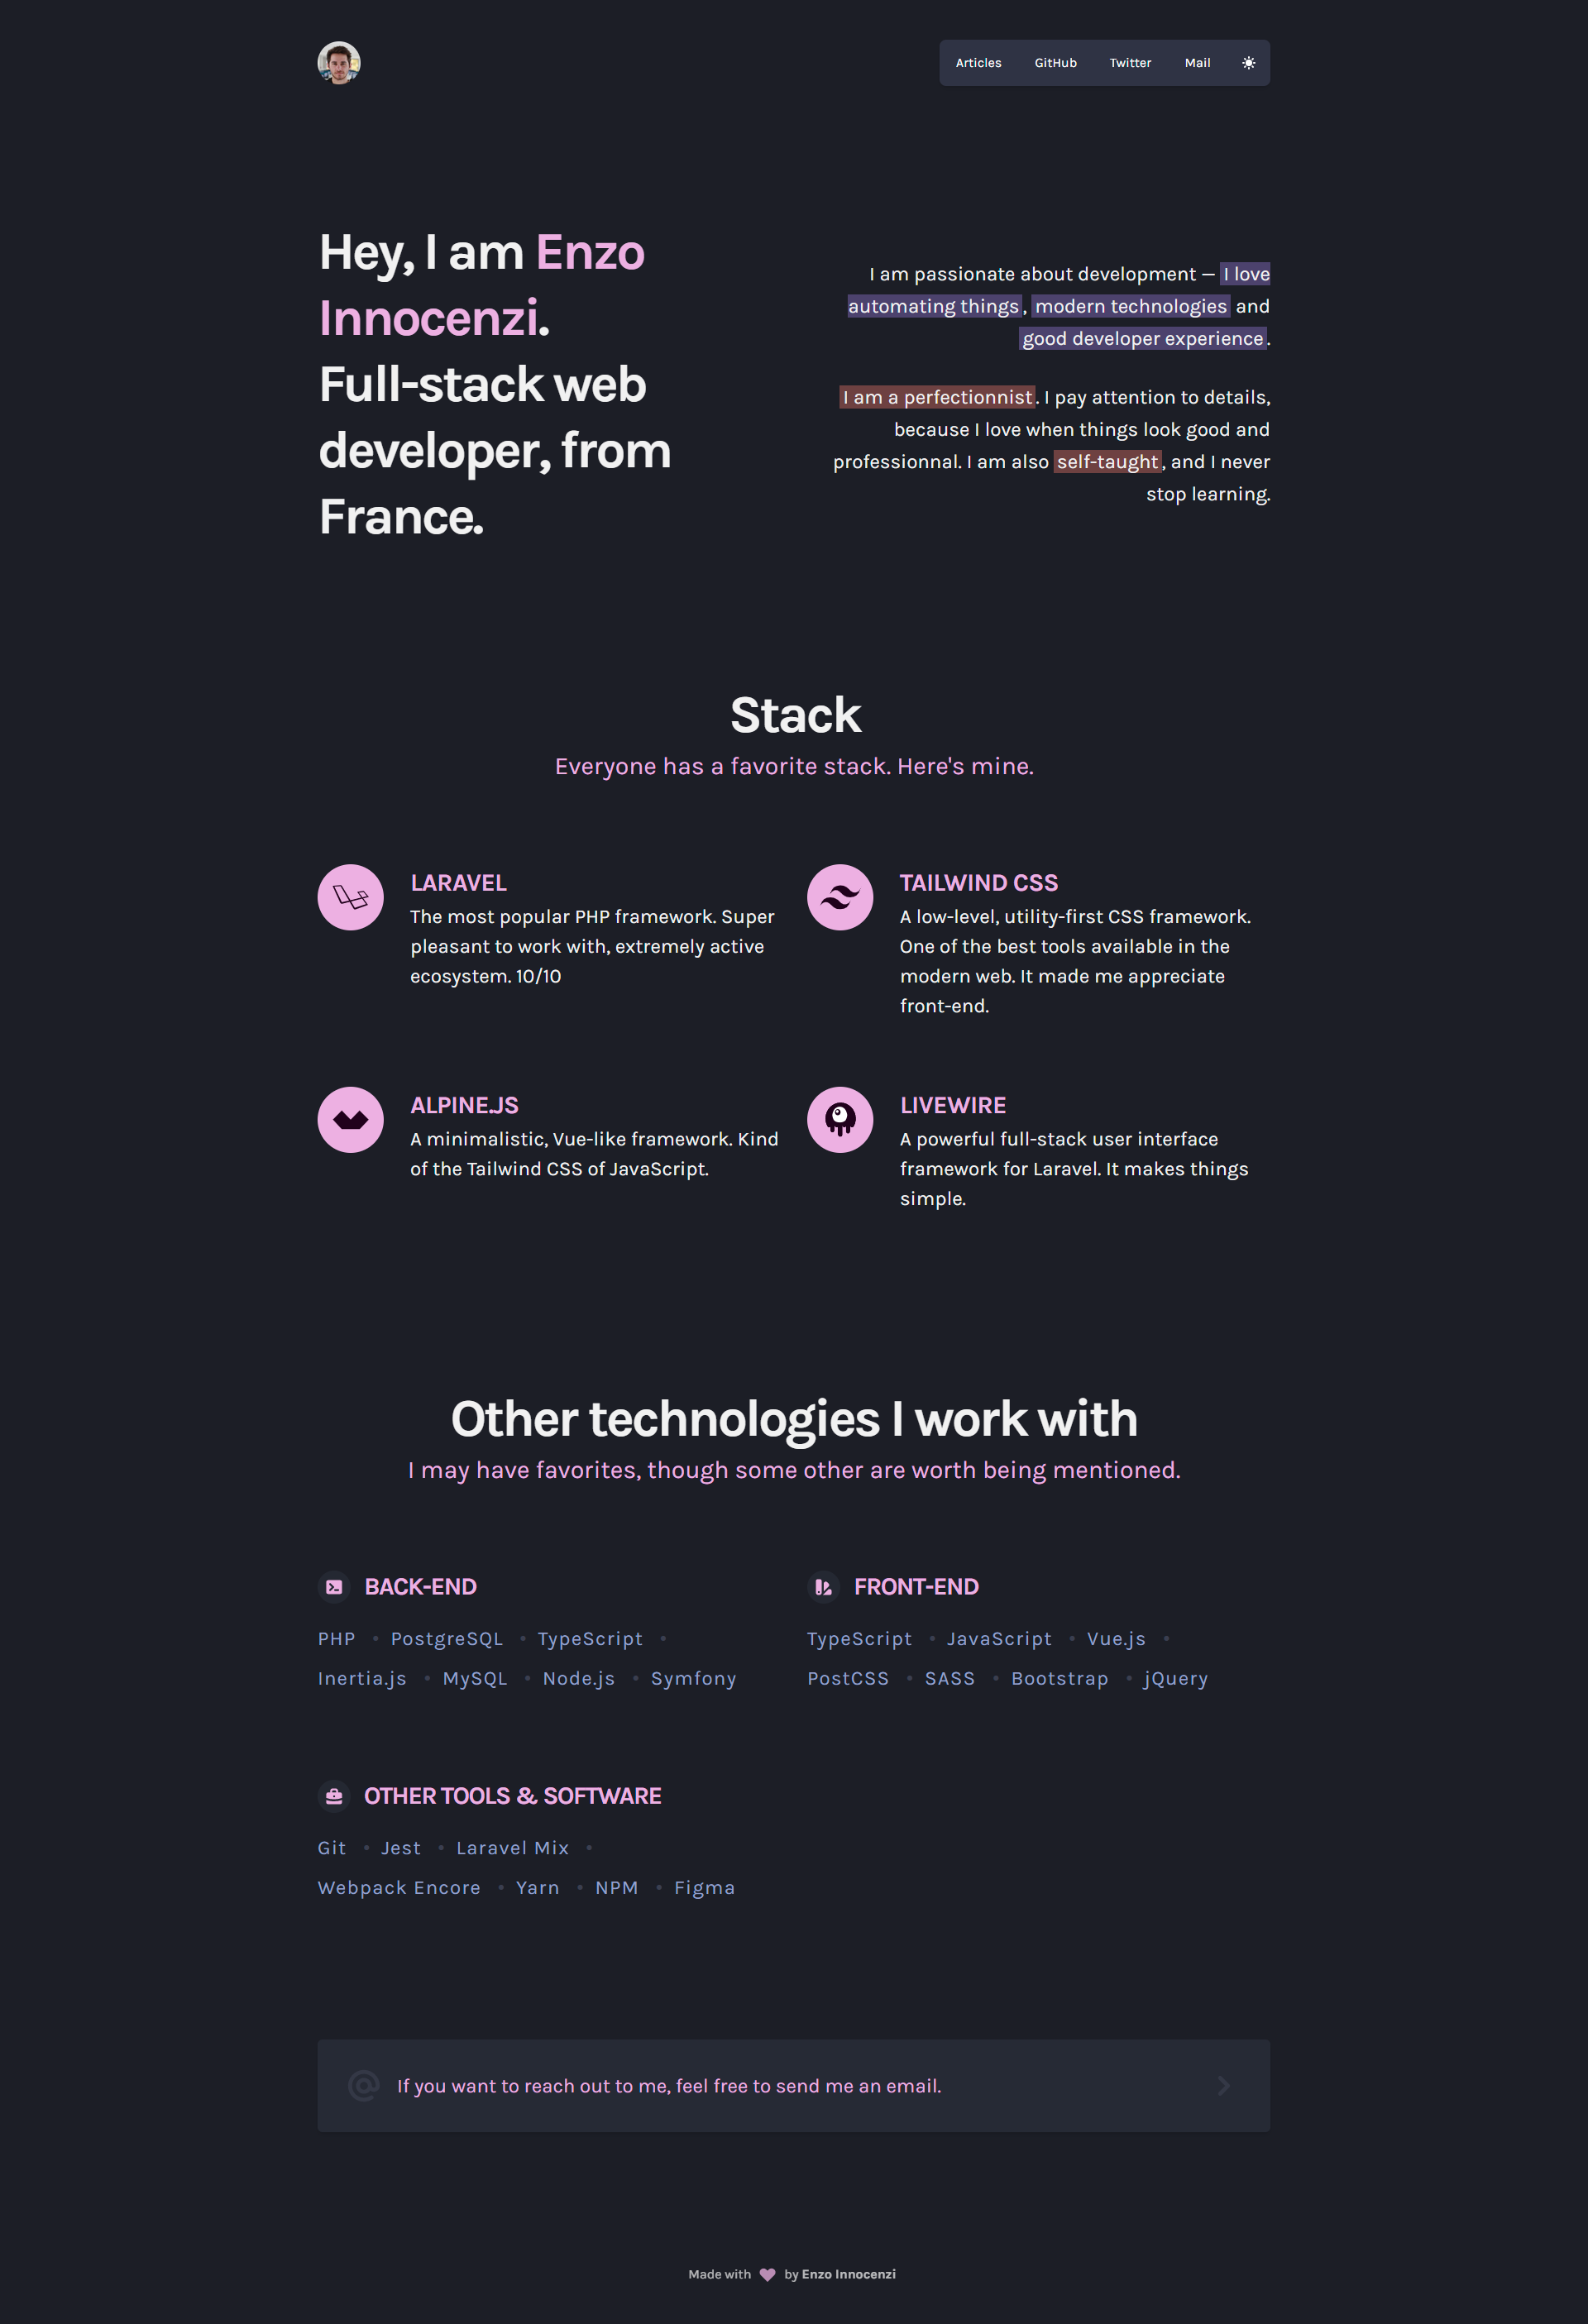 Articles GitHub Twitter Mail
Hey, I am Enzo
Innocenzi.
Full-stack web
developer, from
France.
I am passionate about development — I love
automating things, modern technologies and
good developer experience.
I am a perfectionnist. I pay attention to details,
because I love when things look good and
professionnal. I am also self-taught, and I never
stop learning.
Stack
Everyone has a favorite stack. Here's mine.
LARAVEL
The most popular PHP framework. Super
pleasant to work with, extremely active
ecosystem. 10/10
TAILWIND CSS
A low-level, utility-first CSS framework.
One of the best tools available in the
modern web. It made me appreciate
front-end.
ALPINE.JS
A minimalistic, Vue-like framework. Kind
of the Tailwind CSS of JavaScript.
LIVEWIRE
A powerful full-stack user interface
framework for Laravel. It makes things
simple.
Other technologies I work with
I may have favorites, though some other are worth being mentioned.
BACK-END
PHP • PostgreSQL • TypeScript •
Inertia.js • MySQL • Node.js • Symfony
FRONT-END
TypeScript • JavaScript • Vue.js •
PostCSS • SASS • Bootstrap • jQuery
OTHER TOOLS & SOFTWARE
Git • Jest • Laravel Mix •
Webpack Encore • Yarn • NPM • Figma
@ If you want to reach out to me, feel free to send me an email.
Made with ♥ by Enzo Innocenzi